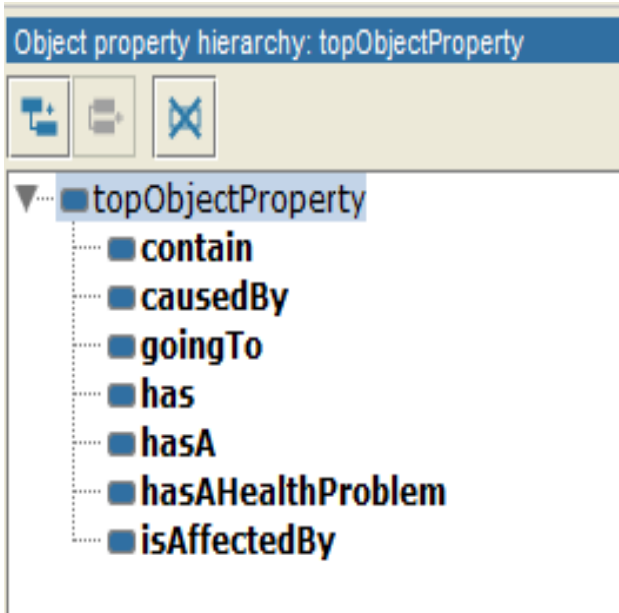 Object property hierarchy: topObjectProperty
topObjectProperty
contain
causedBy
goingTo
has
hasA
hasAHealthProblem
isAffectedBy